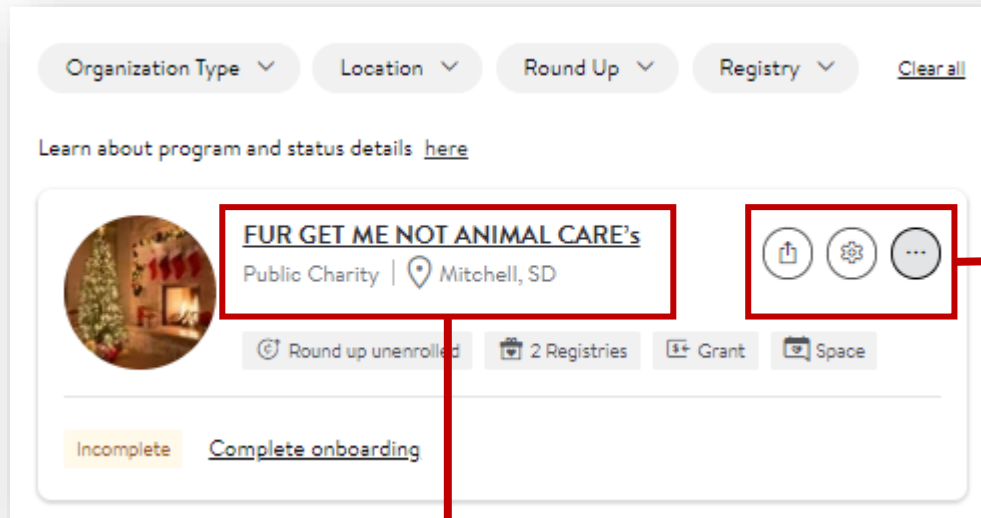 Organization Type Location Round Up Registry Clear all
Learn about program and status details here
FUR GET ME NOT ANIMAL CARE's
Public Charity | Mitchell, SD
Round up unenrolled 2 Registries Grant Space
Incomplete Complete onboarding